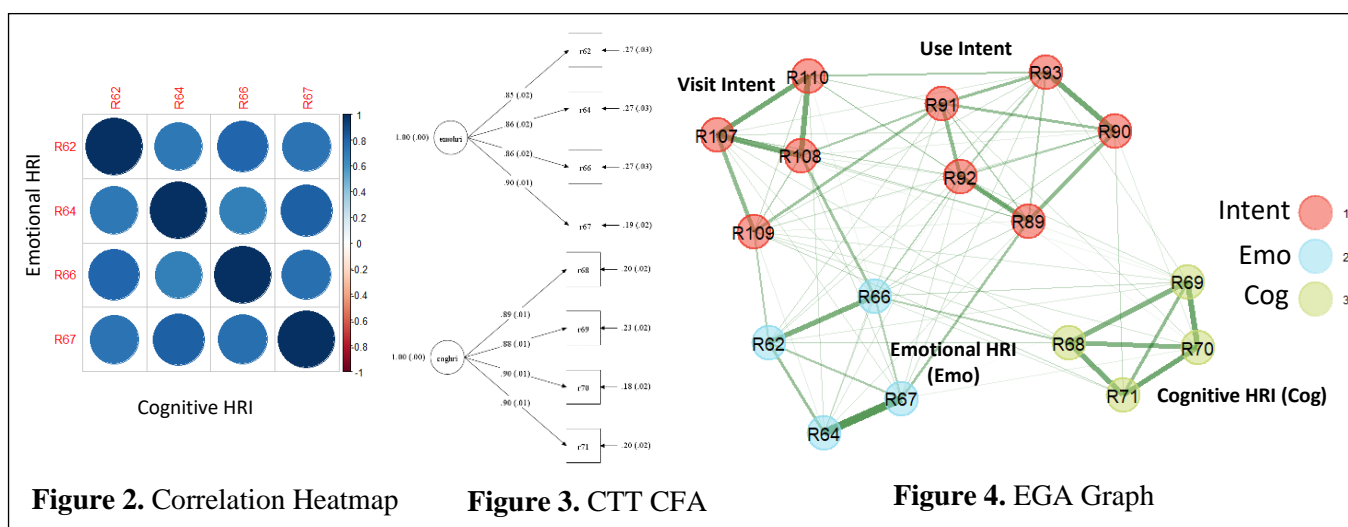 R62 R64 R66 R67
Emotional HRI
R62
R64
R66
R67
1
0.8
0.6
0.4
0.2
0
-0.2
-0.4
-0.6
-0.8
-1
Cognitive HRI
Figure 2. Correlation Heatmap
1.00 (.00)
emohri
.85 (.02)
.86 (.02)
.86 (.02)
.90 (.01)
r62
.27 (.03)
r64
.27 (.03)
r66
.27 (.03)
r67
.19 (.02)
1.00 (.00)
coghri
.89 (.01)
.88 (.01)
.90 (.01)
.90 (.01)
r68
.20 (.02)
r69
.23 (.02)
r70
.18 (.02)
r71
.20 (.02)
Figure 3. CTT CFA
Use Intent
Visit Intent
R110
R93
R91
R107
R90
R108
R92
R89
R109
R69
R66
R62
R68
R70
Emotional HRI
(Emo)
R71
R67
Cognitive HRI (Cog)
R64
Intent 1
Emo 2
Cog 3
Figure 4. EGA Graph